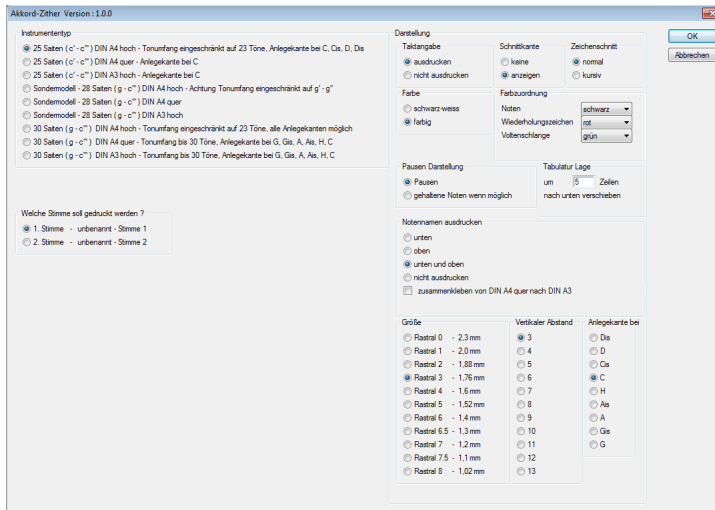 Akkord-Zither Version : 1.0.0
Instrumententyp
25 Saiten ( c' - c''' ) DIN A4 hoch - Tonumfang eingeschränkt auf 23 Töne, Anlegekante bei C, Cis, D, Dis
25 Saiten ( c' - c''' ) DIN A4 quer - Anlegekante bei C
25 Saiten ( c' - c''' ) DIN A3 hoch - Anlegekante bei C
Sondermodell - 28 Saiten ( g - c''' ) DIN A4 hoch - Achtung Tonumfang eingeschränkt auf g' - g''
Sondermodell - 28 Saiten ( g - c''' ) DIN A4 quer
Sondermodell - 28 Saiten ( g - c''' ) DIN A3 hoch
30 Saiten ( g - c''' ) DIN A4 hoch - Tonumfang eingeschränkt auf 23 Töne, alle Anlegekanten möglich
30 Saiten ( g - c''' ) DIN A4 quer - Tonumfang bis 30 Töne, Anlegekante bei G, Gis, A, Ais, H, C
30 Saiten ( g - c''' ) DIN A3 hoch - Tonumfang bis 30 Töne, Anlegekante bei G, Gis, A, Ais, H, C
Welche Stimme soll gedruckt werden ?
1. Stimme - unbenannt - Stimme 1
2. Stimme - unbenannt - Stimme 2
Darstellung
Taktangabe
ausdrucken
nicht ausdrucken
Schnittkante
keine
anzeigen
Zeichenschnitt
normal
kursiv
Farbe
schwarz-weiss
farbig
Farbzuordnung
Noten schwarz
Wiederholungszeichen rot
Voltenschlange grün
Pausen Darstellung
Pausen
gehaltene Noten wenn möglich
Tabulatur Lage
um 5 Zeilen
nach unten verschieben
Notennamen ausdrucken
unten
oben
unten und oben
nicht ausdrucken
zusammenkleben von DIN A4 quer nach DIN A3
Größe
Rastral 0 - 2,3 mm
Rastral 1 - 2,0 mm
Rastral 2 - 1,88 mm
Rastral 3 - 1,76 mm
Rastral 4 - 1,6 mm
Rastral 5 - 1,52 mm
Rastral 6 - 1,4 mm
Rastral 6.5 - 1,3 mm
Rastral 7 - 1,2 mm
Rastral 7.5 - 1,1 mm
Rastral 8 - 1,02 mm
Vertikaler Abstand
3
4
5
6
7
8
9
10
11
12
13
Anlegekante bei
Dis
D
Cis
C
H
Ais
A
Gis
G
OK
Abbrechen